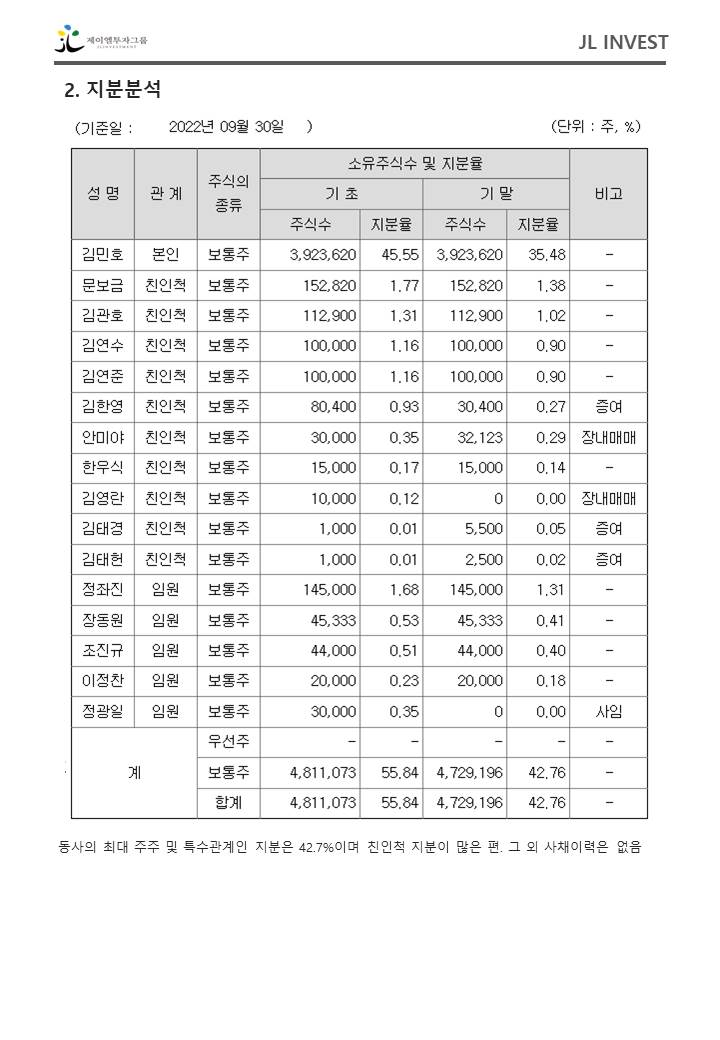 제이엘투자그룹
JLINVESTMENT
JL INVEST
2. 지분분석
(기준일 : 2022년 09월 30일 ) (단위 : 주, %)
성 명 관 계 주식의 종류 소유주식수 및 지분율 비고
기 초 기 말
주식수 지분율 주식수 지분율
김민호 본인 보통주 3,923,620 45.55 3,923,620 35.48 -
문보금 친인척 보통주 152,820 1.77 152,820 1.38 -
김관호 친인척 보통주 112,900 1.31 112,900 1.02 -
김연수 친인척 보통주 100,000 1.16 100,000 0.90 -
김연준 친인척 보통주 100,000 1.16 100,000 0.90 -
김한영 친인척 보통주 80,400 0.93 30,400 0.27 증여
안미야 친인척 보통주 30,000 0.35 32,123 0.29 장내매매
한우식 친인척 보통주 15,000 0.17 15,000 0.14 -
김영란 친인척 보통주 10,000 0.12 0 0.00 장내매매
김태경 친인척 보통주 1,000 0.01 5,500 0.05 증여
김태헌 친인척 보통주 1,000 0.01 2,500 0.02 증여
정좌진 임원 보통주 145,000 1.68 145,000 1.31 -
장동원 임원 보통주 45,333 0.53 45,333 0.41 -
조진규 임원 보통주 44,000 0.51 44,000 0.40 -
이정찬 임원 보통주 20,000 0.23 20,000 0.18 -
정광일 임원 보통주 30,000 0.35 0 0.00 사임
계 우선주 - - - - -
보통주 4,811,073 55.84 4,729,196 42.76 -
합계 4,811,073 55.84 4,729,196 42.76 -
동사의 최대 주주 및 특수관계인 지분은 42.7%이며 친인척 지분이 많은 편. 그 외 사채이력은 없음